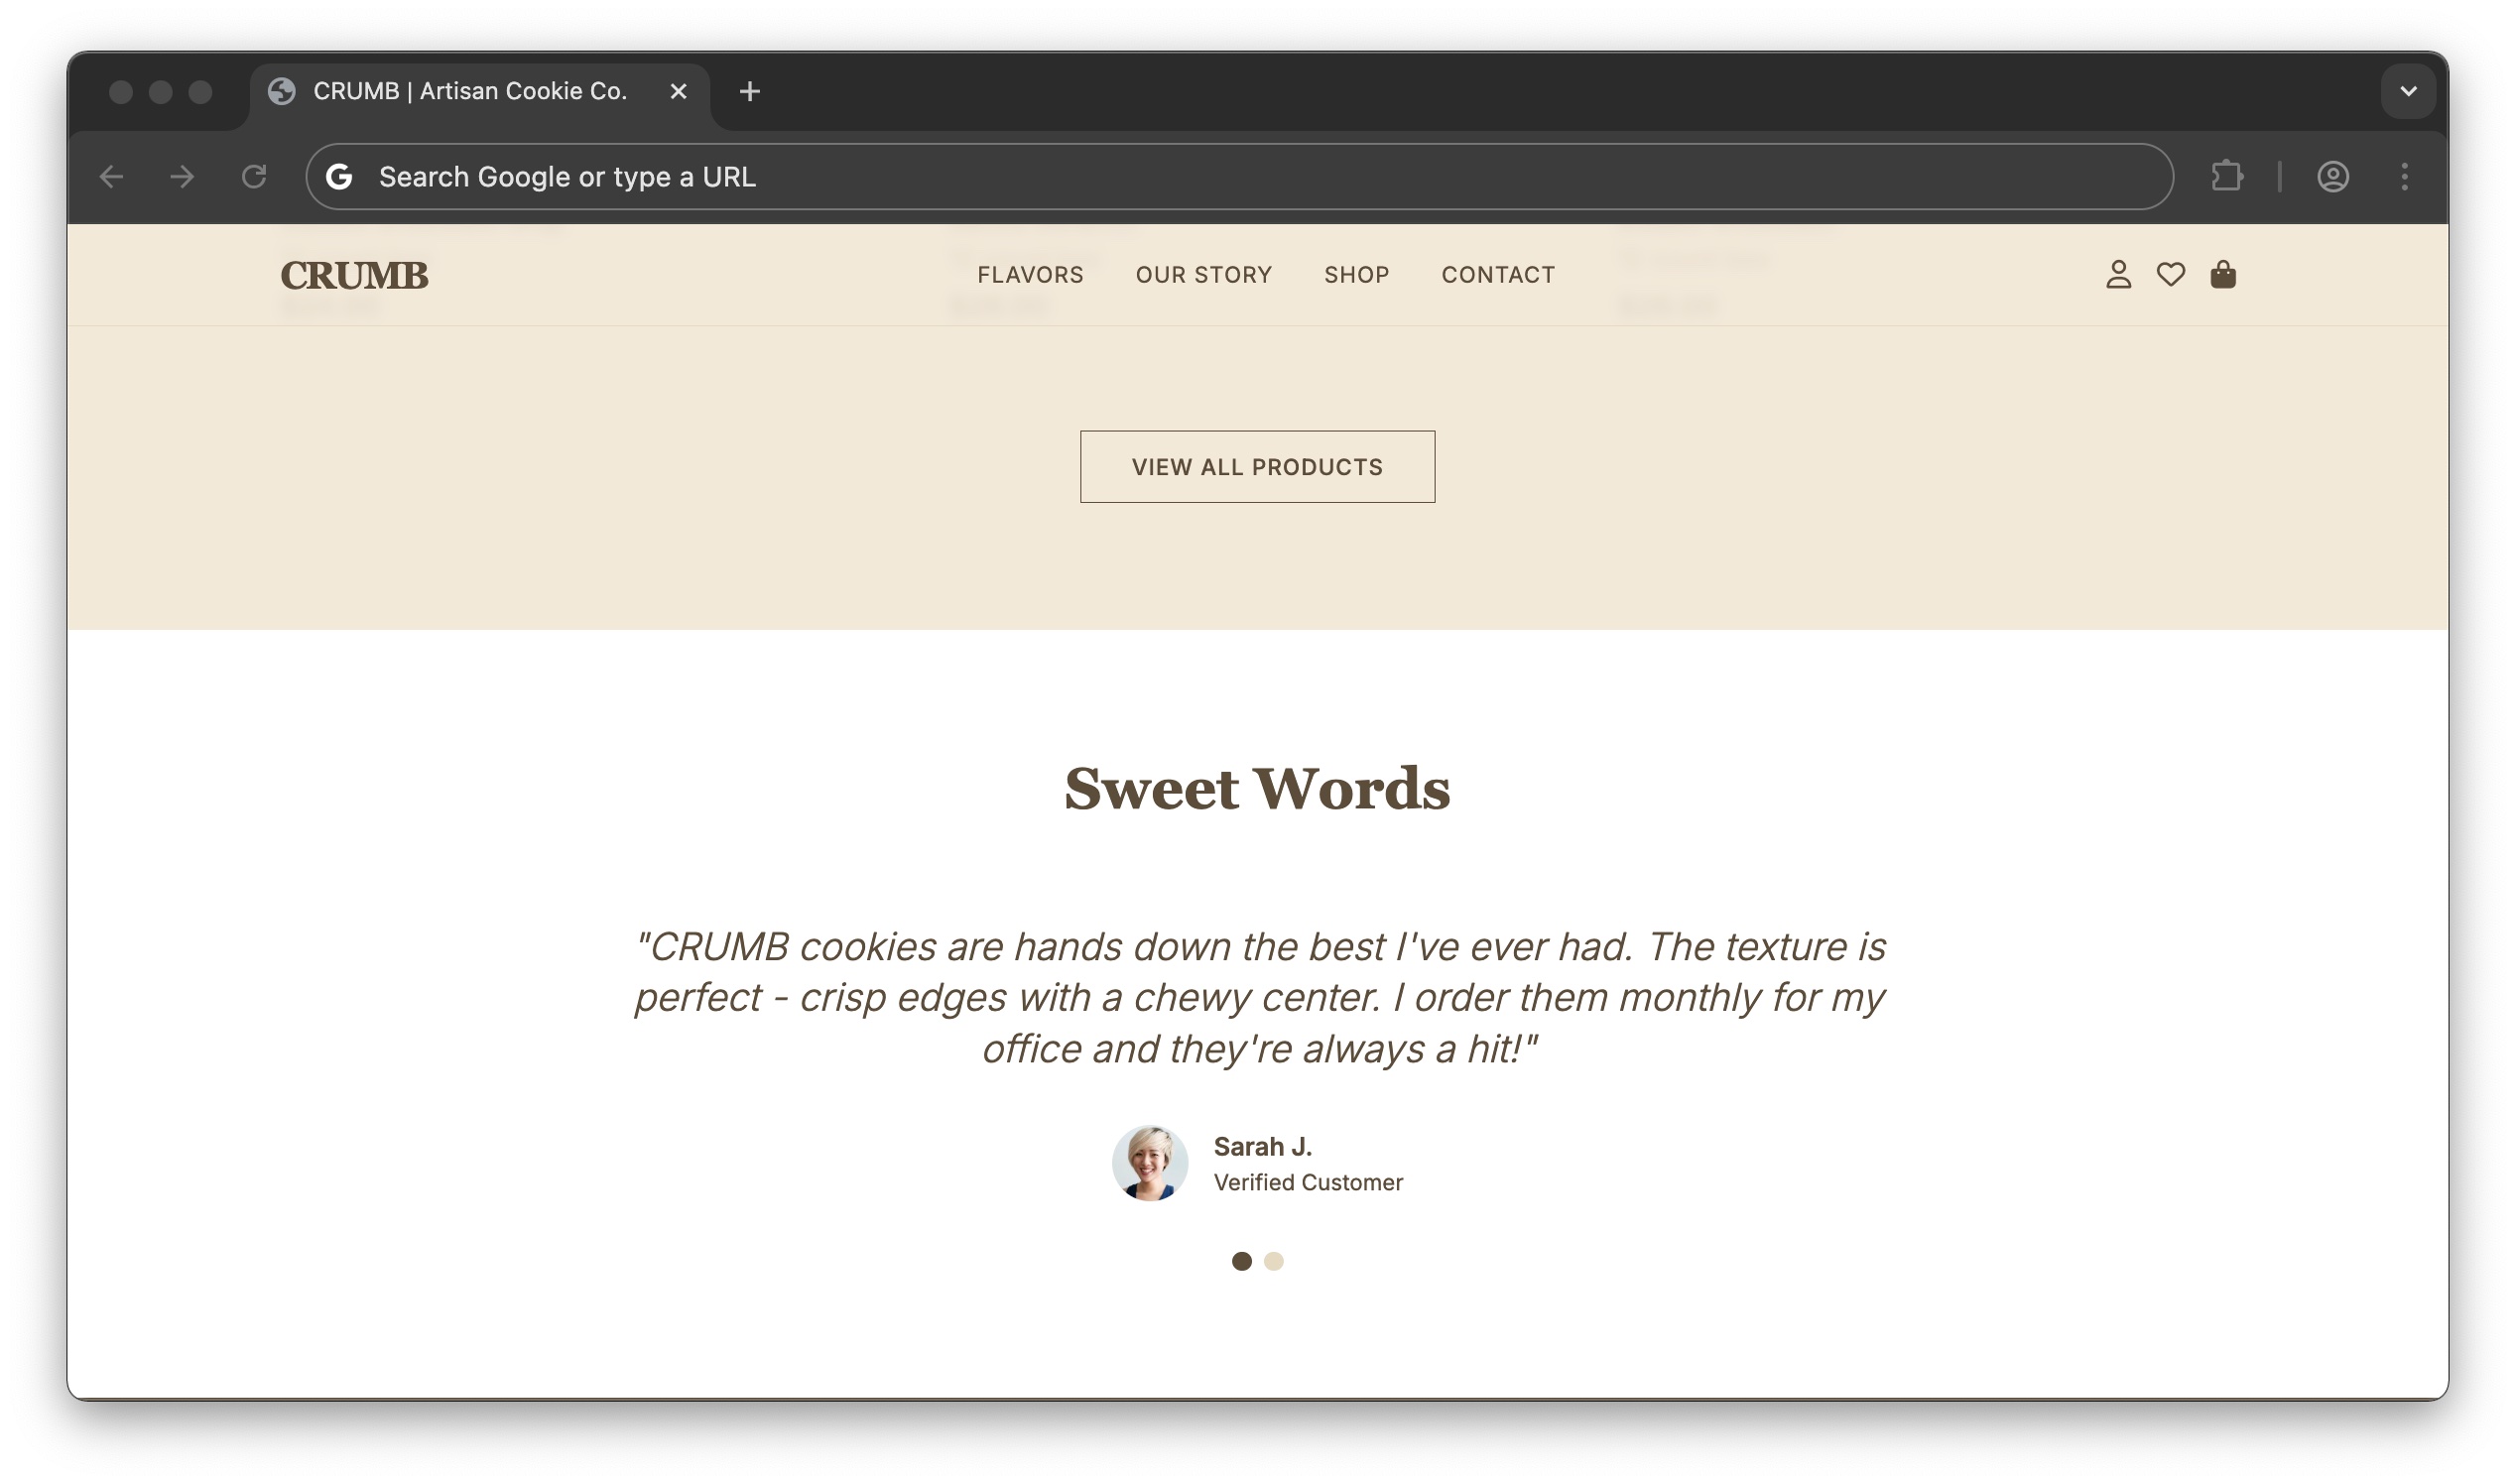 CRUMB | Artisan Cookie Co.
Search Google or type a URL
CRUMB
FLAVORS OUR STORY SHOP CONTACT
VIEW ALL PRODUCTS
Sweet Words
"CRUMB cookies are hands down the best I've ever had. The texture is
perfect - crisp edges with a chewy center. I order them monthly for my
office and they're always a hit!"
Sarah J.
Verified Customer